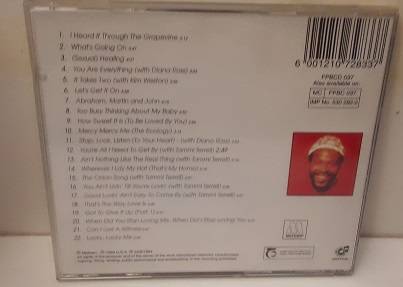 1. I Heard It Through The Grapevine
2. What's Going On
3. (Sexual) Healing
4. You Are Everything (with Diana Ross)
5. It Takes Two (with Kim Weston)
6. Let's Get It On
7. Abraham, Martin and John
8. Too Busy Thinking About My Baby
9. How Sweet It Is (To Be Loved By You)
10. Mercy Mercy Me (The Ecology)
11. Stop, Look, Listen (To Your Heart) (with Diana Ross)
12. You're All I Need To Get By (with Tammi Terrell) 2:49
13. Ain't Nothing Like The Real Thing (with Tammi Terrell)
14. Wherever I Lay My Hat (That's My Home)
15. The Onion Song (with Tammi Terrell)
16. You Ain't Livin' Till You're Lovin' (with Tammi Terrell)
17. Good Lovin' Ain't Easy To Come By (with Tammi Terrell)
18. That's The Way Love Is
19. Got To Give It Up (Part 1)
20. When Did You Stop Loving Me, When Did I Stop Loving You
21. Can I Get A Witness
22. Lucky, Lucky Me
6 001210 728337
FPBCD 037
Also available on:
MC FPBC 037
MOTOWN